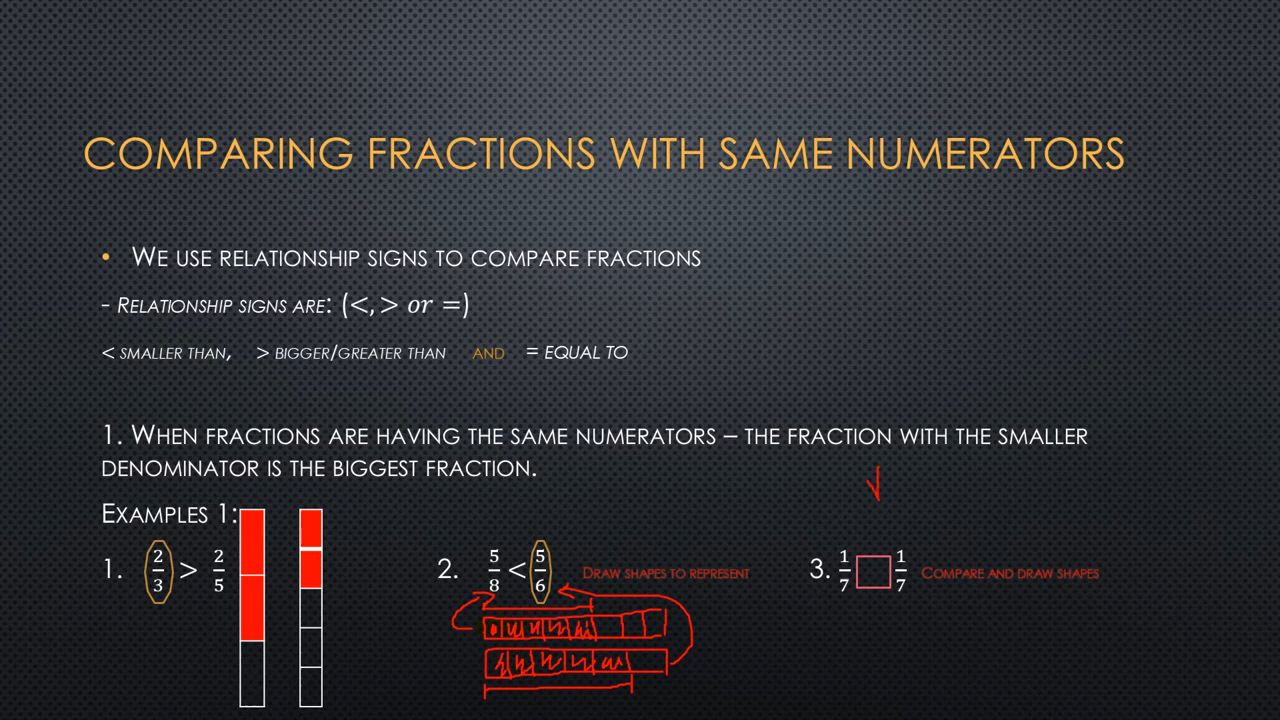 COMPARING FRACTIONS WITH SAME NUMERATORS
• WE USE RELATIONSHIP SIGNS TO COMPARE FRACTIONS
- RELATIONSHIP SIGNS ARE: (<, > or =)
< SMALLER THAN, > BIGGER/GREATER THAN AND = EQUAL TO
1. WHEN FRACTIONS ARE HAVING THE SAME NUMERATORS – THE FRACTION WITH THE SMALLER
DENOMINATOR IS THE BIGGEST FRACTION.
EXAMPLES 1:
1. 2/3 > 2/5 2. 5/8 < 5/6 DRAW SHAPES TO REPRESENT 3. 1/7 □ 1/7 COMPARE AND DRAW SHAPES